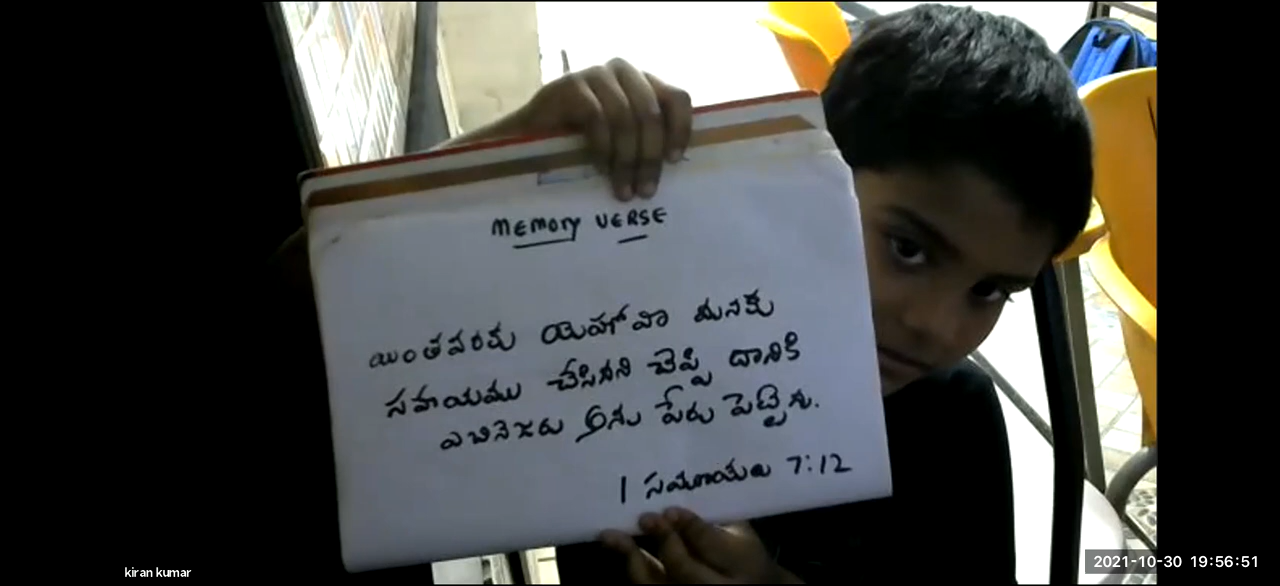 MEMORY VERSE
యింతవరకు యెహోవా మనకు
సహాయము చేసెనని చెప్పి దానికి
ఎబినెజరు అను పేరు పెట్టెను.
1 సమూయేలు 7:12
kiran kumar
2021-10-30 19:56:51